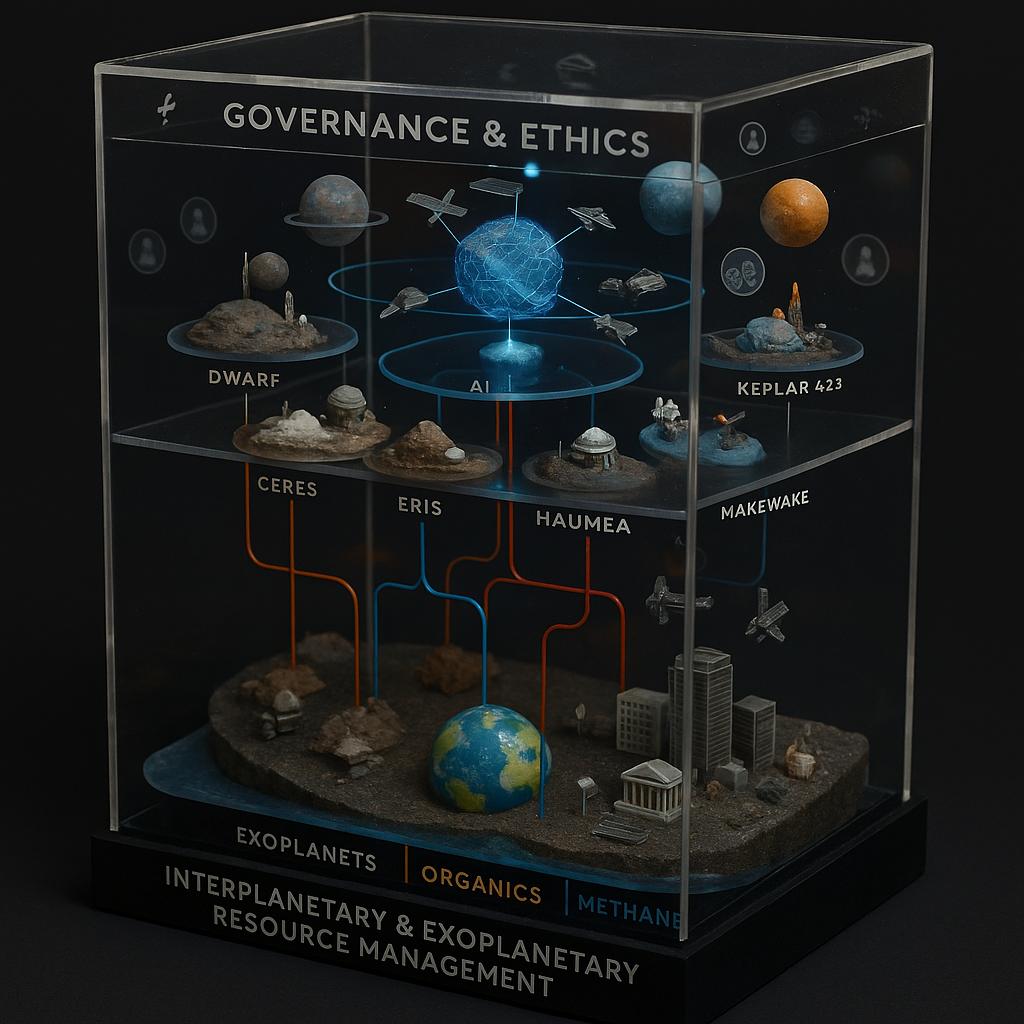 GOVERNANCE & ETHICS
DWARF
AI
KEPLAR 423
CERES
ERIS
HAUMEA
MAKEWAKE
EXOPLANETS
ORGANICS
METHANE
INTERPLANETARY & EXOPLANETARY
RESOURCE MANAGEMENT